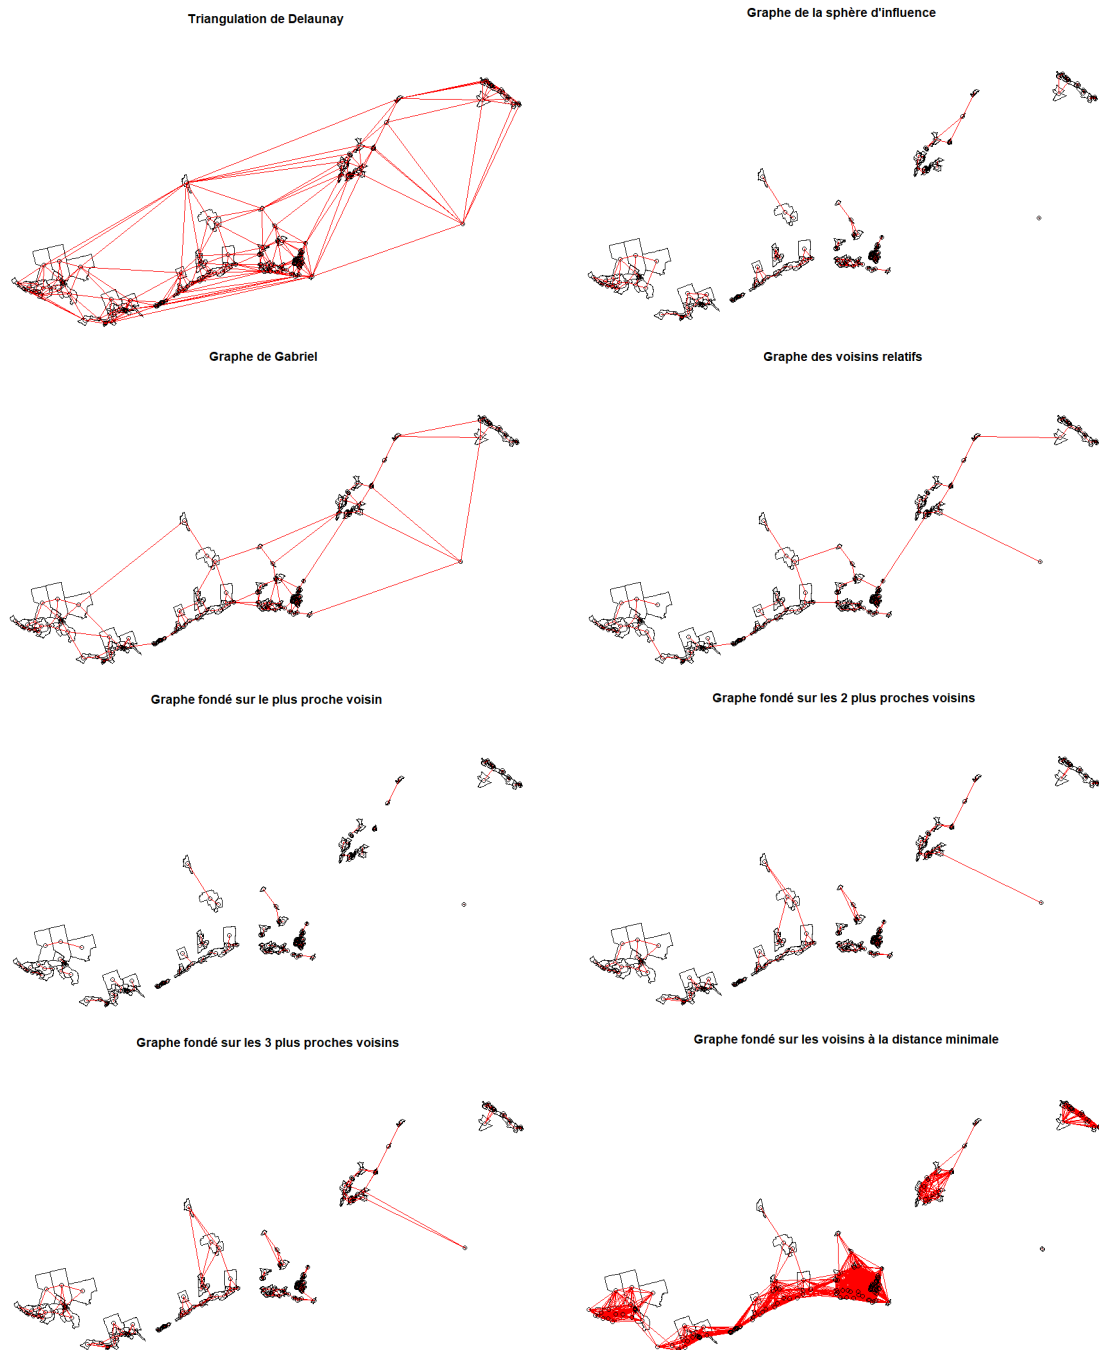 Triangulation de Delaunay
Graphe de la sphère d'influence
Graphe de Gabriel
Graphe des voisins relatifs
Graphe fondé sur le plus proche voisin
Graphe fondé sur les 2 plus proches voisins
Graphe fondé sur les 3 plus proches voisins
Graphe fondé sur les voisins à la distance minimale